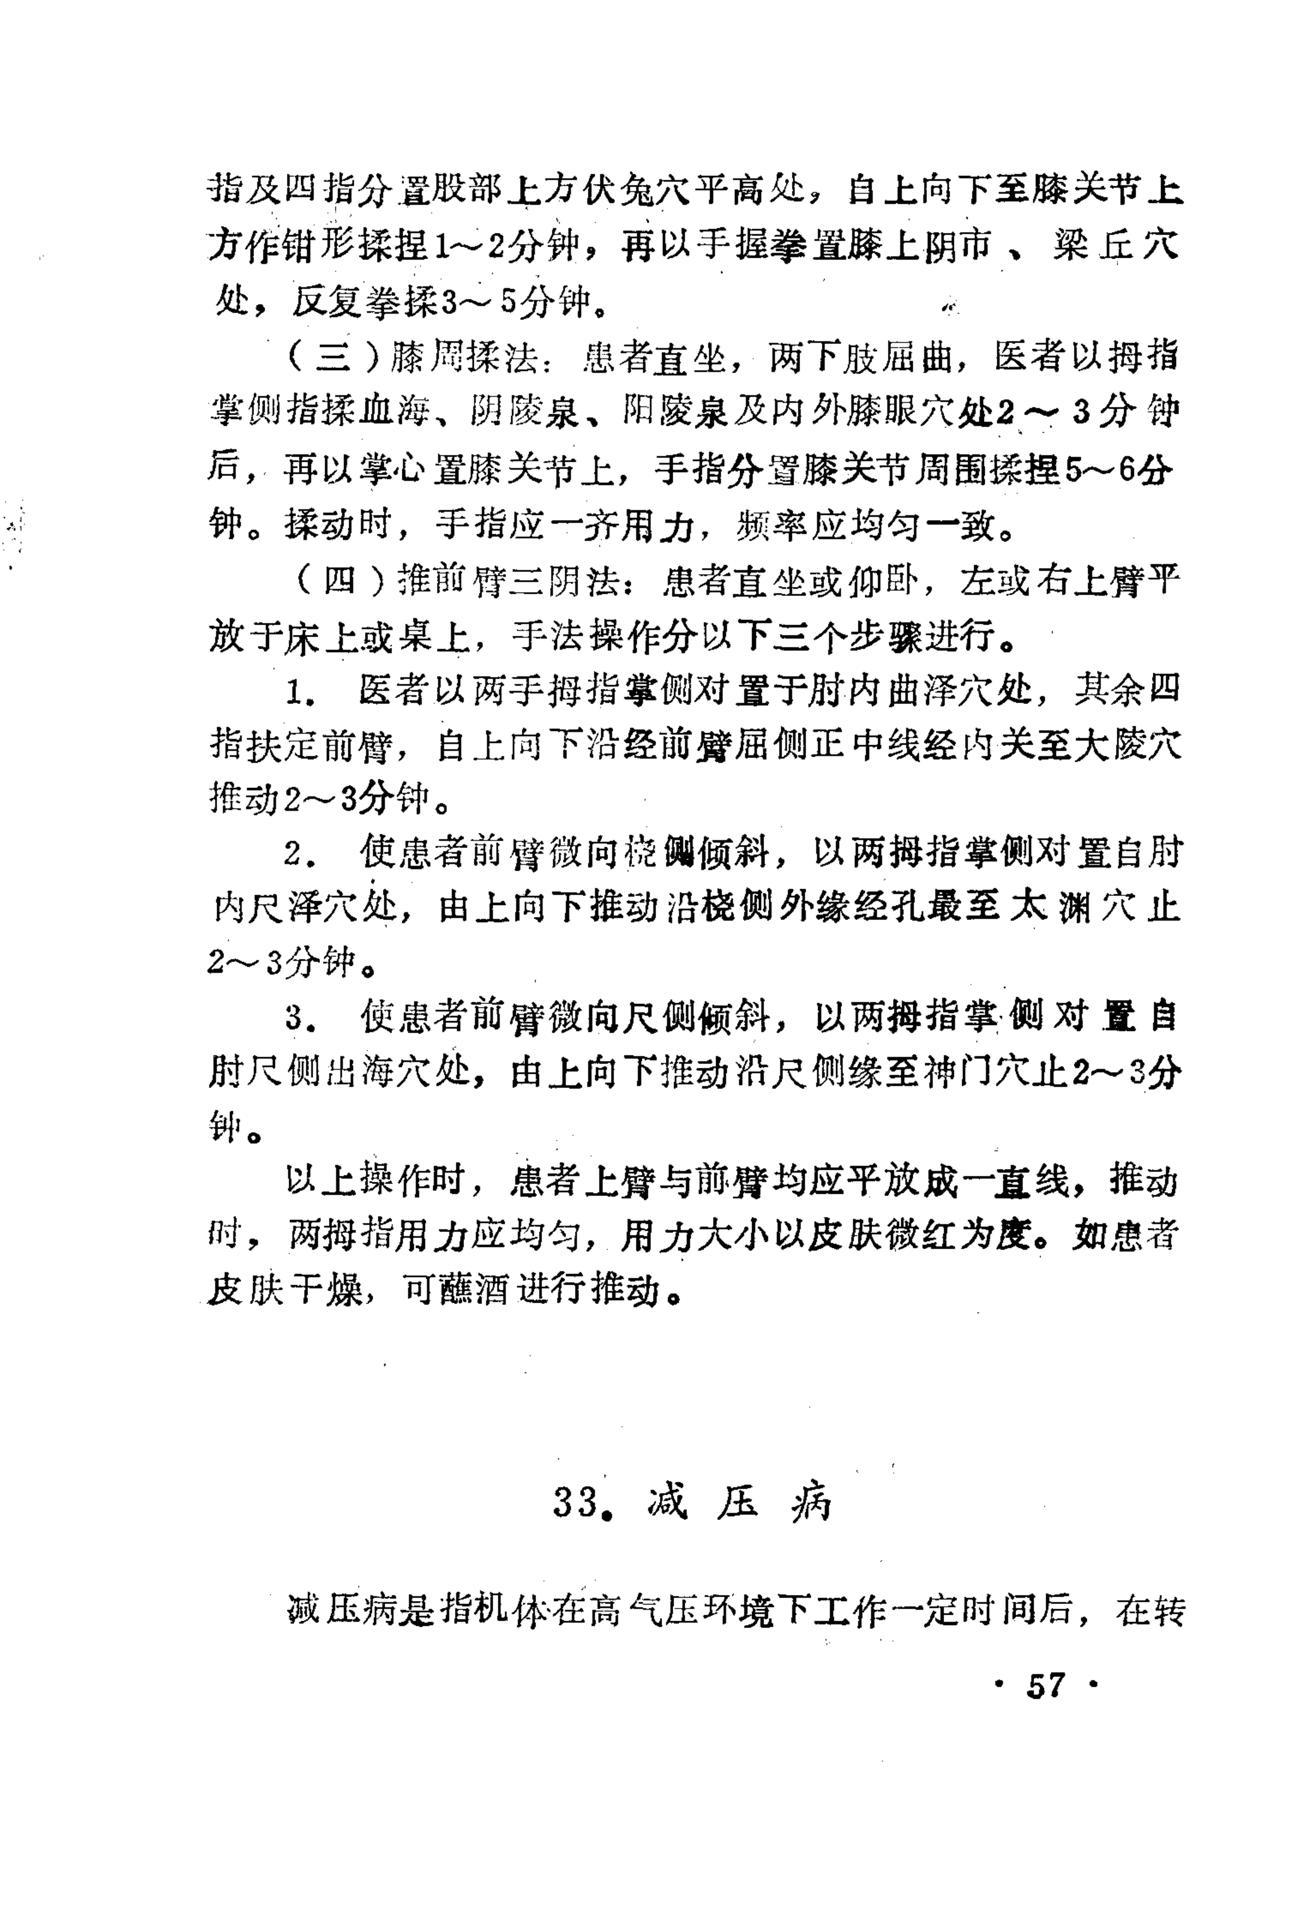 指及四指分置股部上方伏兔穴平高处，自上向下至膝关节上
方作钳形揉捏1～2分钟，再以手握拳置膝上阴市、梁丘穴
处，反复拳揉3～5分钟。
（三）膝周揉法：患者直坐，两下肢屈曲，医者以拇指
掌侧指揉血海、阴陵泉、阳陵泉及内外膝眼穴处2～3分钟
后，再以掌心置膝关节上，手指分置膝关节周围揉捏5～6分
钟。揉动时，手指应一齐用力，频率应均匀一致。
（四）推前臂三阴法：患者直坐或仰卧，左或右上臂平
放于床上或桌上，手法操作分以下三个步骤进行。
1. 医者以两手拇指掌侧对置于肘内曲泽穴处，其余四
指扶定前臂，自上向下沿经前臂屈侧正中线经内关至大陵穴
推动2～3分钟。
2. 使患者前臂微向桡侧倾斜，以两拇指掌侧对置自肘
内尺泽穴处，由上向下推动沿桡侧外缘经孔最至太渊穴止
2～3分钟。
3. 使患者前臂微向尺侧倾斜，以两拇指掌侧对置自
肘尺侧出海穴处，由上向下推动沿尺侧缘至神门穴止2～3分
钟。
以上操作时，患者上臂与前臂均应平放成一直线，推动
时，两拇指用力应均匀，用力大小以皮肤微红为度。如患者
皮肤干燥，可蘸酒进行推动。
33. 减压病
减压病是指机体在高气压环境下工作一定时间后，在转
· 57 ·